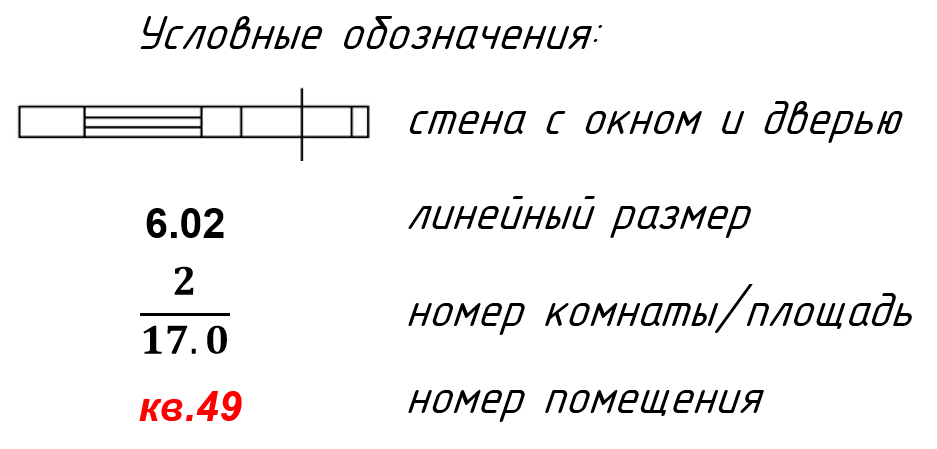 Условные обозначения:
стена с окном и дверью
6.02 линейный размер
2
17.0
номер комнаты/площадь
кв.49 номер помещения